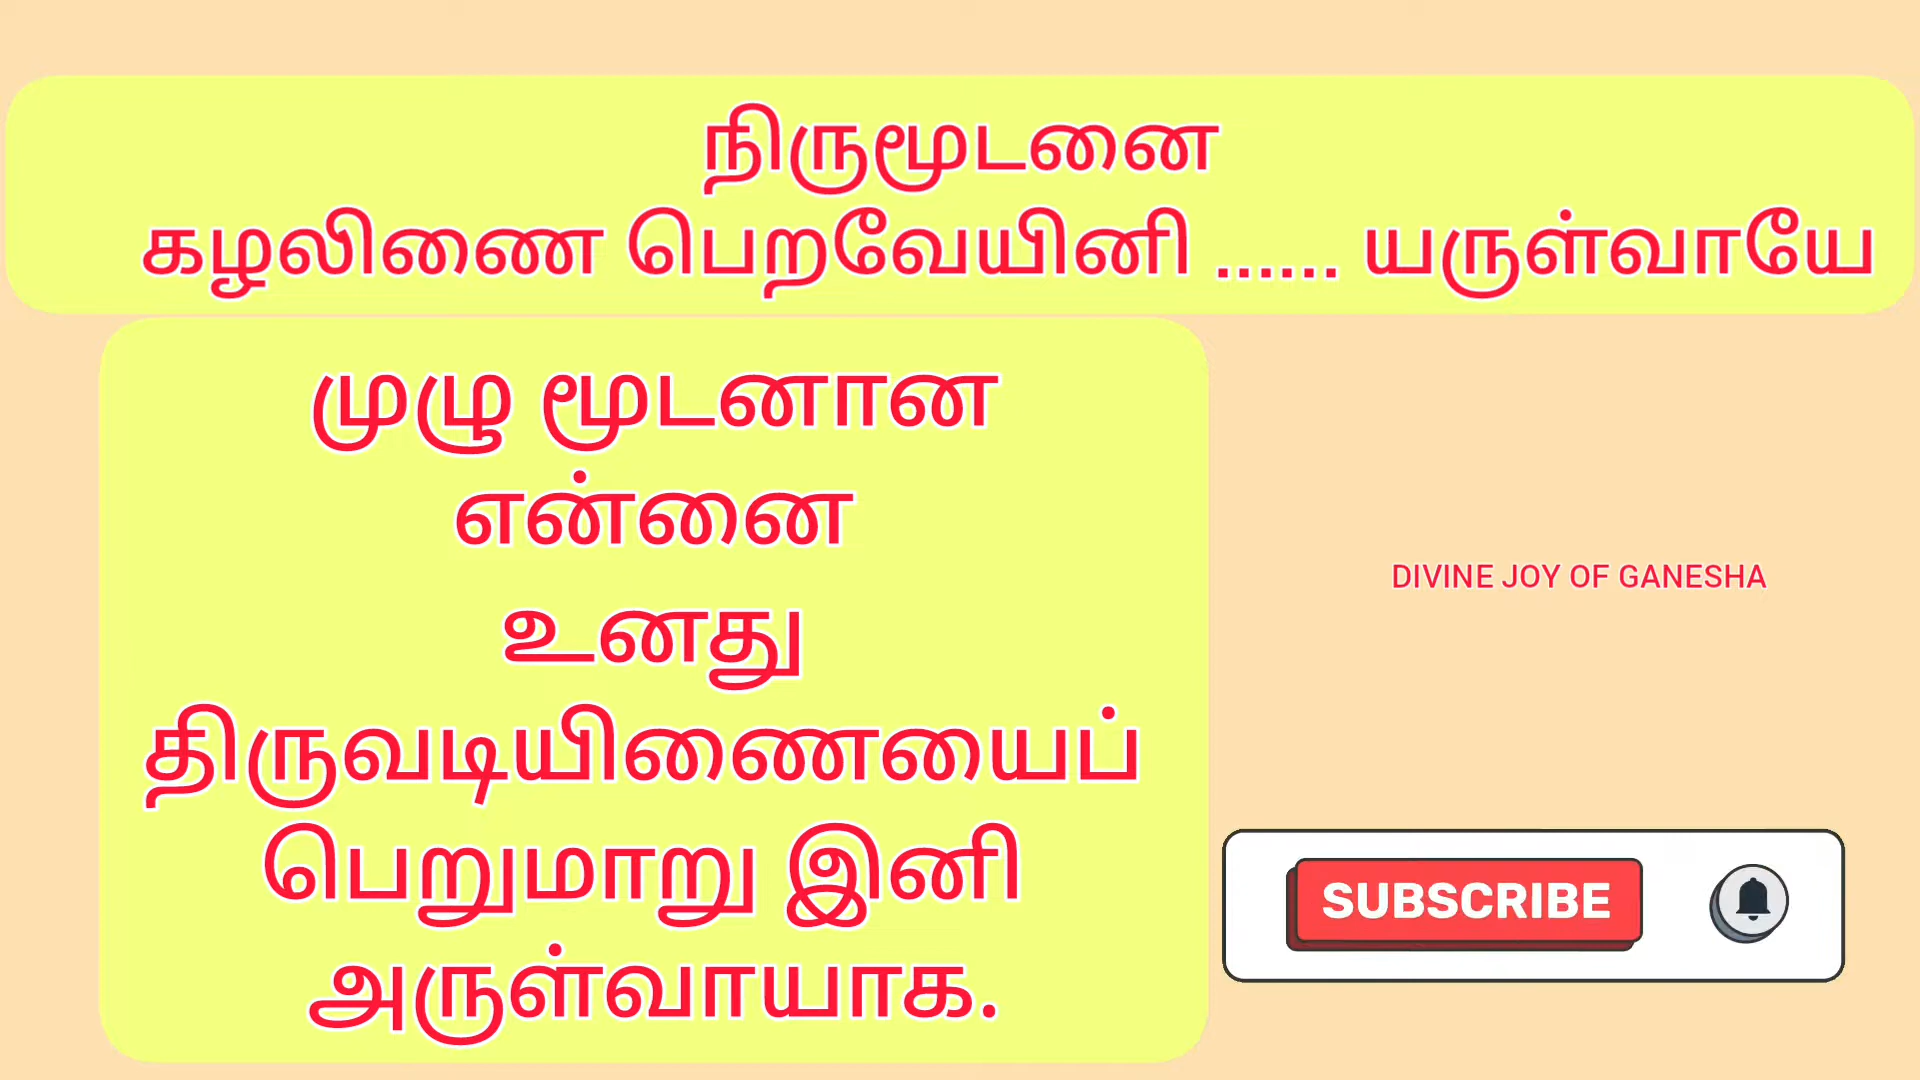 நிருமூடனை
கழலிணை பெறவேயினி ...... யருள்வாயே
முழு மூடனான
என்னை
உனது
திருவடியிணையைப்
பெறுமாறு இனி
அருள்வாயாக.
DIVINE JOY OF GANESHA
SUBSCRIBE